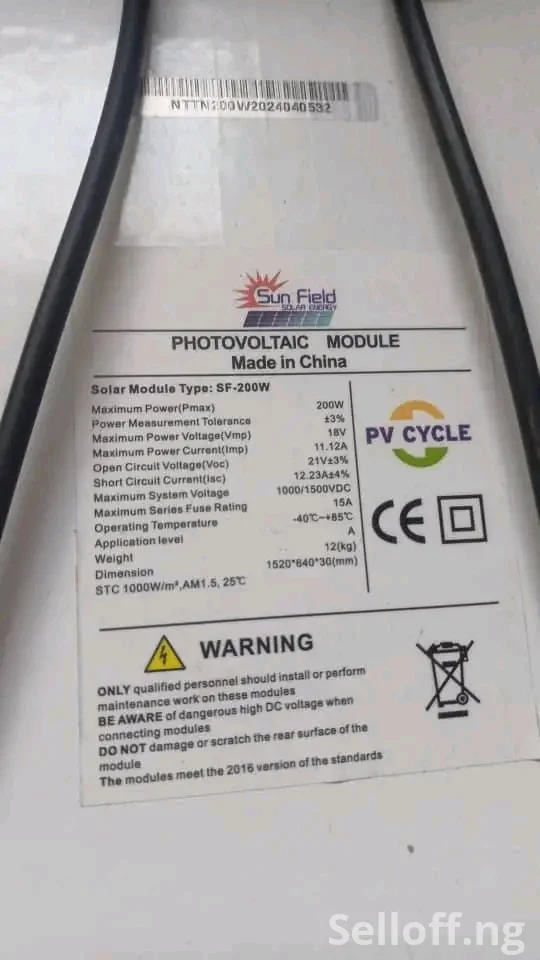 NTTN200W2024040532
Sun Field
SOLAR ENERGY
PHOTOVOLTAIC MODULE
Made in China
Solar Module Type: SF-200W
Maximum Power(Pmax) 200W
Power Measurement Tolerance ±3%
Maximum Power Voltage(Vmp) 18V
Maximum Power Current(Imp) 11.12A
Open Circuit Voltage(Voc) 21V±3%
Short Circuit Current(Isc) 12.23A±4%
Maximum System Voltage 1000/1500VDC
Maximum Series Fuse Rating 15A
Operating Temperature -40℃~+85℃
Application level A
Weight 12(kg)
Dimension 1520*640*30(mm)
STC 1000W/m²,AM1.5, 25℃
PV CYCLE
CE
WARNING
ONLY qualified personnel should install or perform
maintenance work on these modules
BE AWARE of dangerous high DC voltage when
connecting modules
DO NOT damage or scratch the rear surface of the
module
The modules meet the 2016 version of the standards
Selloff.ng